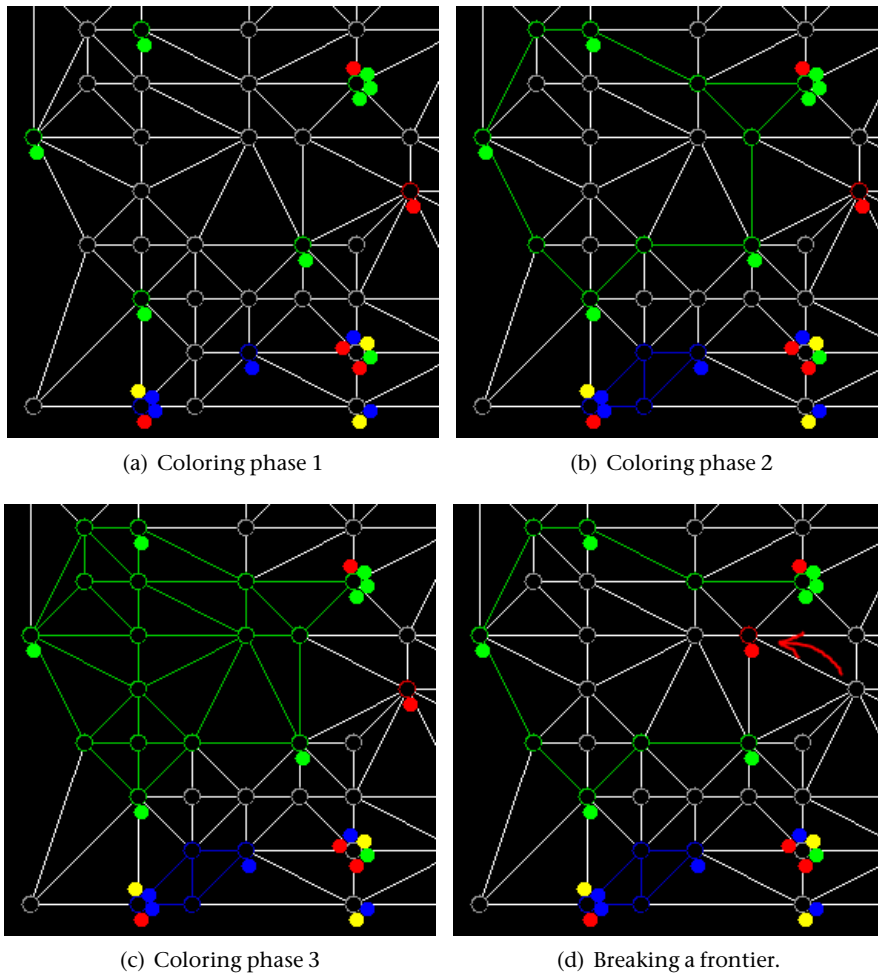 (a) Coloring phase 1
(b) Coloring phase 2
(c) Coloring phase 3
(d) Breaking a frontier.